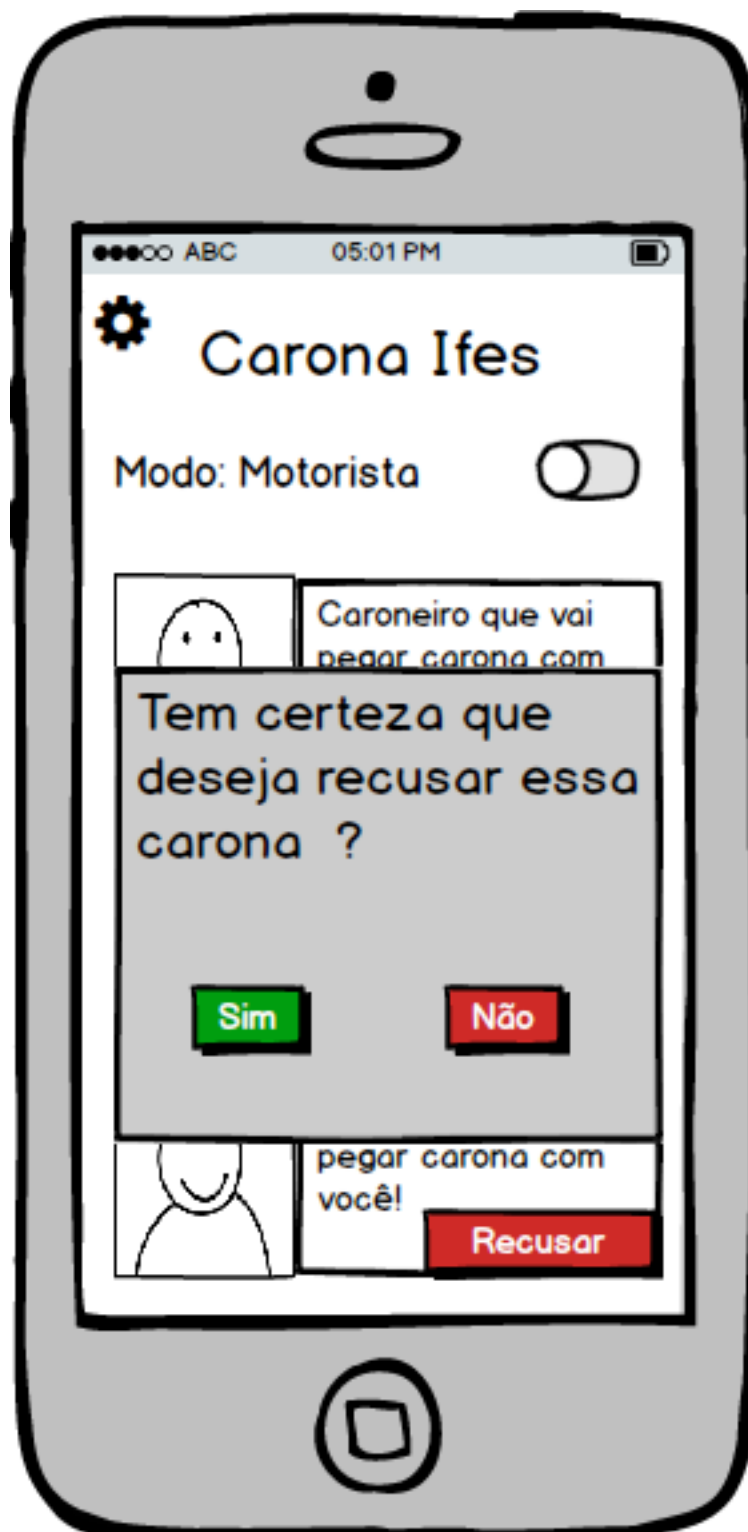 ABC 05:01 PM
Carona Ifes
Modo: Motorista
Caroneiro que vai
pegar carona com
Tem certeza que
deseja recusar essa
carona ?
Sim Não
pegar carona com
você!
Recusar